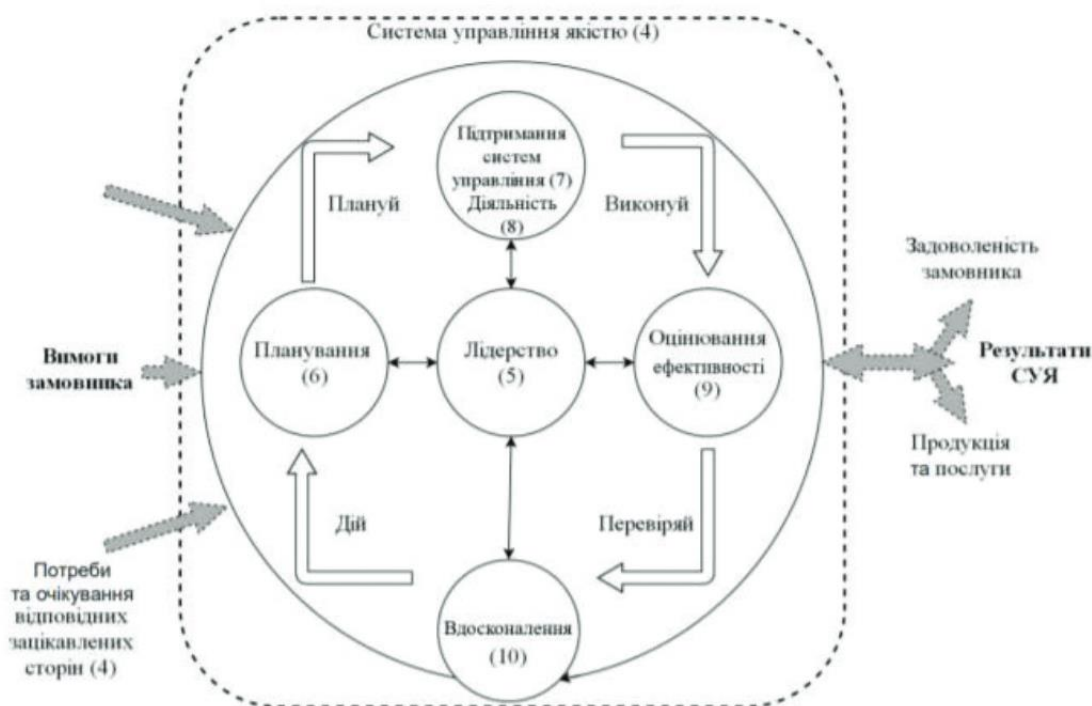 Система управління якістю (4)
Підтримання
систем
управління (7)
Діяльність
(8)
Плануй
Виконуй
Задоволеність
замовника
Вимоги
замовника
Планування
(6)
Лідерство
(5)
Оцінювання
ефективності
(9)
Результати
СУЯ
Продукція
та послуги
Дій
Перевіряй
Потреби
та очікування
відповідних
зацікавлених
сторін (4)
Вдосконалення
(10)